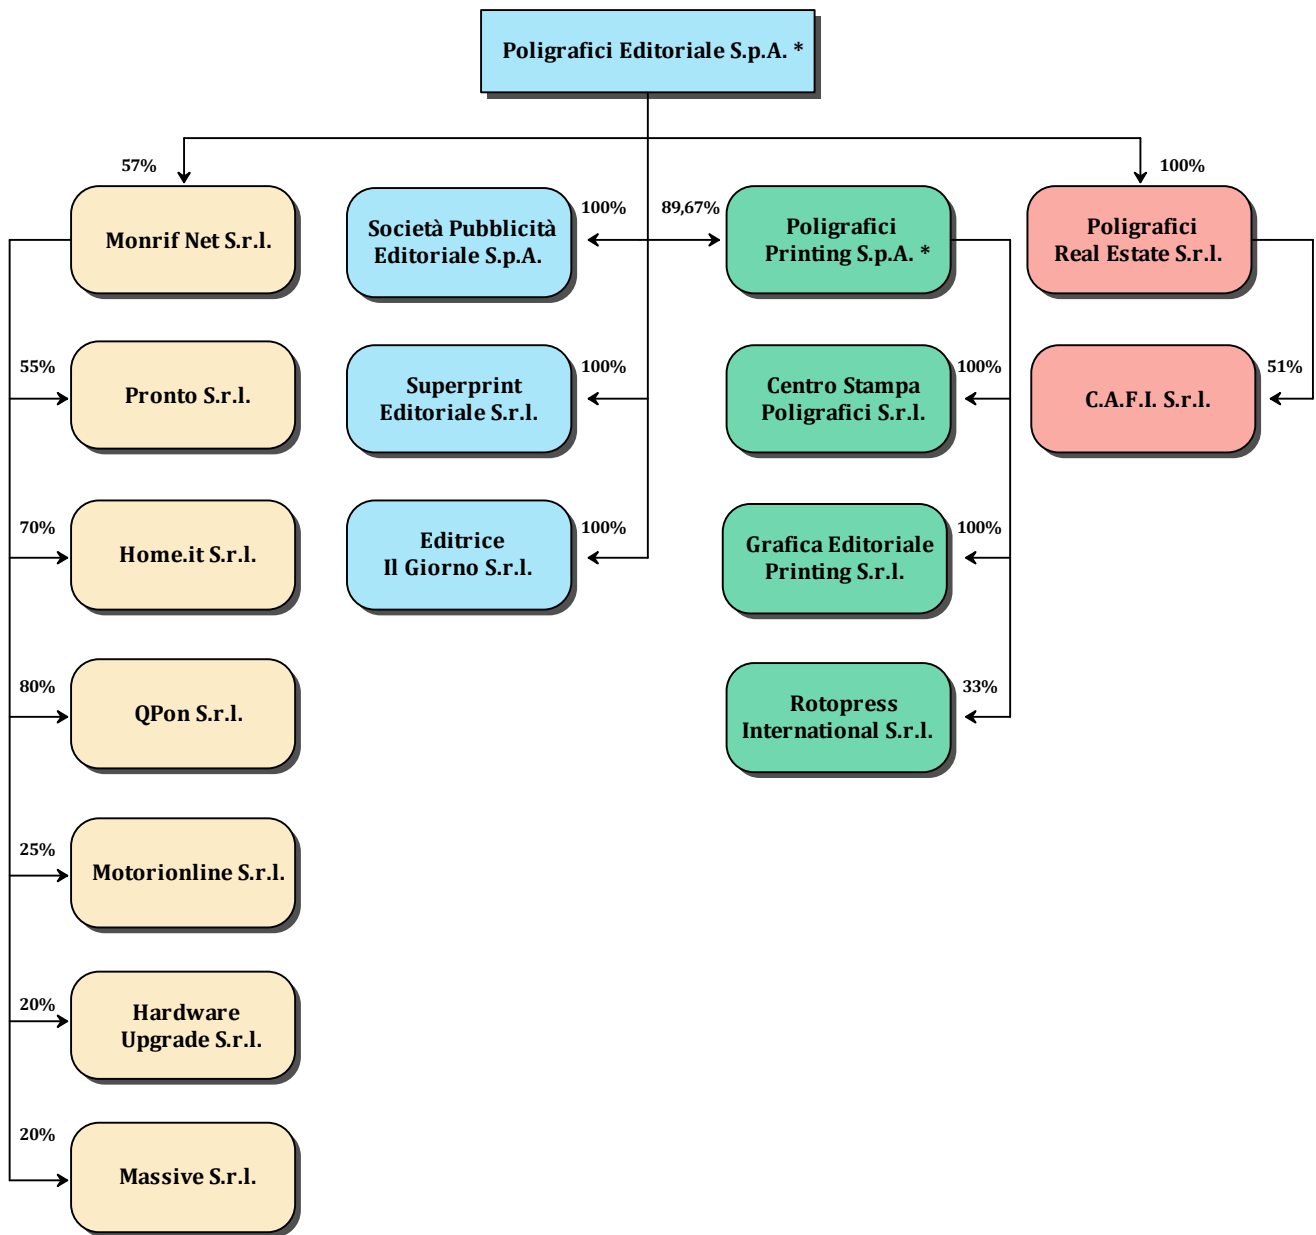 Poligrafici Editoriale S.p.A. *
57%
100%
Monrif Net S.r.l.
Società Pubblicità
Editoriale S.p.A.
100%
89,67%
Poligrafici
Printing S.p.A. *
Poligrafici
Real Estate S.r.l.
55%
Pronto S.r.l.
Superprint
Editoriale S.r.l.
100%
Centro Stampa
Poligrafici S.r.l.
100%
C.A.F.I. S.r.l.
51%
70%
Home.it S.r.l.
Editrice
Il Giorno S.r.l.
100%
Grafica Editoriale
Printing S.r.l.
100%
80%
QPon S.r.l.
Rotopress
International S.r.l.
33%
25%
Motorionline S.r.l.
20%
Hardware
Upgrade S.r.l.
20%
Massive S.r.l.